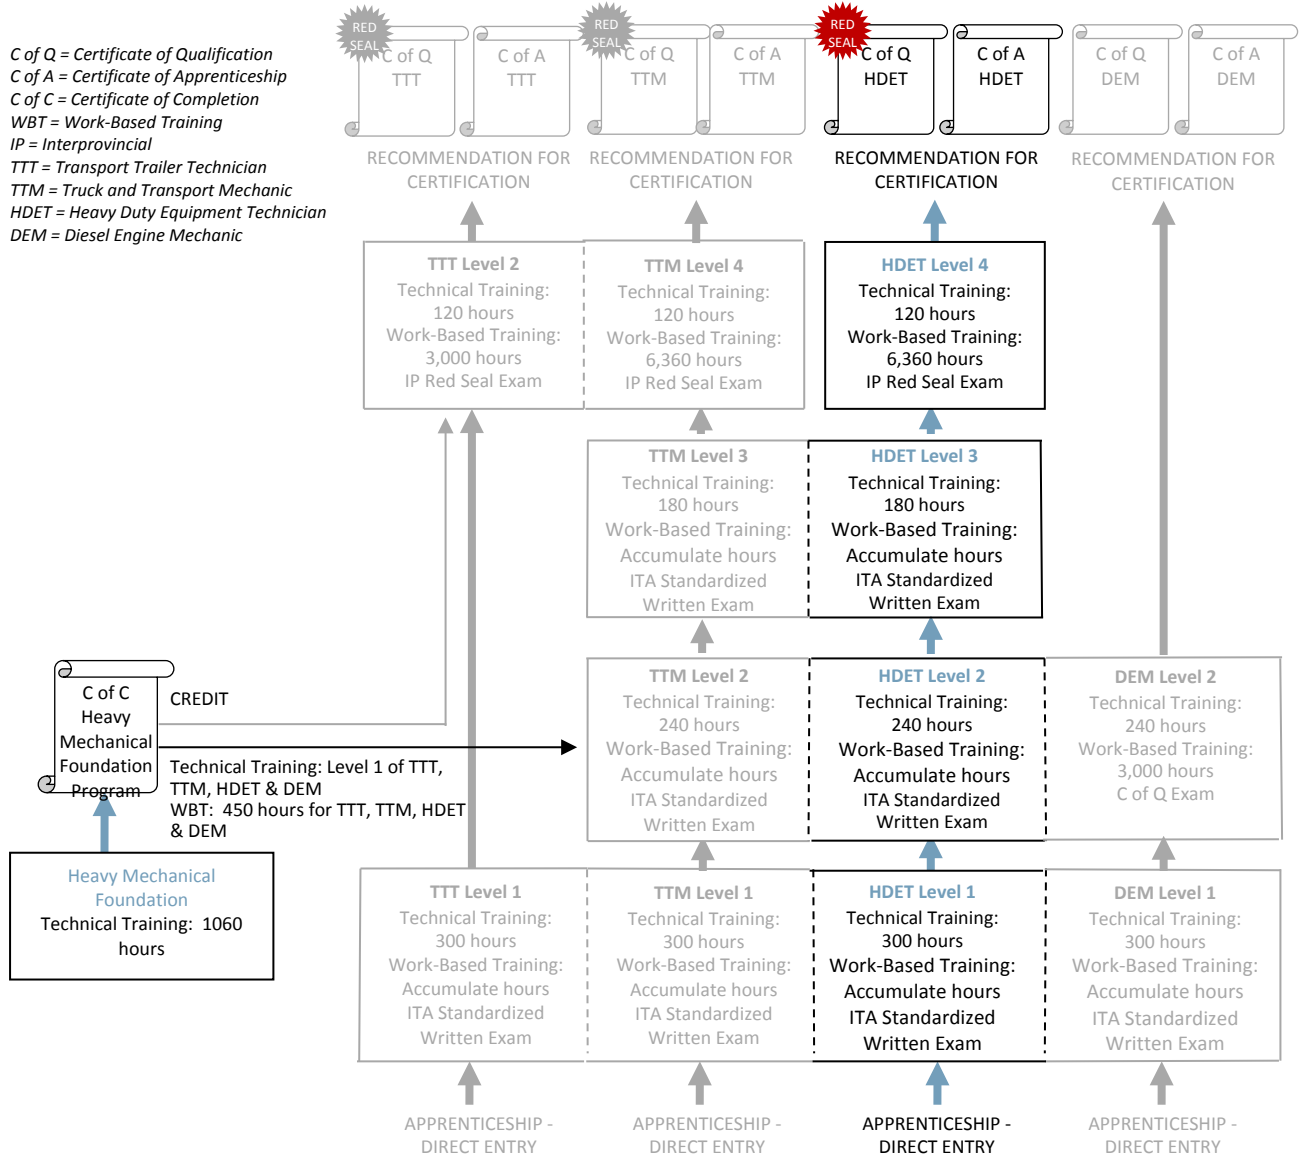 C of Q = Certificate of Qualification
C of A = Certificate of Apprenticeship
C of C = Certificate of Completion
WBT = Work-Based Training
IP = Interprovincial
TTT = Transport Trailer Technician
TTM = Truck and Transport Mechanic
HDET = Heavy Duty Equipment Technician
DEM = Diesel Engine Mechanic
RED
SEAL
C of Q
TTT
C of A
TTT
RECOMMENDATION FOR
CERTIFICATION
RED
SEAL
C of Q
TTM
C of A
TTM
RECOMMENDATION FOR
CERTIFICATION
RED
SEAL
C of Q
HDET
C of A
HDET
RECOMMENDATION FOR
CERTIFICATION
C of Q
DEM
C of A
DEM
RECOMMENDATION FOR
CERTIFICATION
TTT Level 2
Technical Training:
120 hours
Work-Based Training:
3,000 hours
IP Red Seal Exam
TTM Level 4
Technical Training:
120 hours
Work-Based Training:
6,360 hours
IP Red Seal Exam
HDET Level 4
Technical Training:
120 hours
Work-Based Training:
6,360 hours
IP Red Seal Exam
TTM Level 3
Technical Training:
180 hours
Work-Based Training:
Accumulate hours
ITA Standardized
Written Exam
HDET Level 3
Technical Training:
180 hours
Work-Based Training:
Accumulate hours
ITA Standardized
Written Exam
C of C
Heavy
Mechanical
Foundation
Program
CREDIT
Technical Training: Level 1 of TTT,
TTM, HDET & DEM
WBT: 450 hours for TTT, TTM, HDET
& DEM
TTM Level 2
Technical Training:
240 hours
Work-Based Training:
Accumulate hours
ITA Standardized
Written Exam
HDET Level 2
Technical Training:
240 hours
Work-Based Training:
Accumulate hours
ITA Standardized
Written Exam
DEM Level 2
Technical Training:
240 hours
Work-Based Training:
3,000 hours
C of Q Exam
Heavy Mechanical
Foundation
Technical Training: 1060
hours
TTT Level 1
Technical Training:
300 hours
Work-Based Training:
Accumulate hours
ITA Standardized
Written Exam
TTM Level 1
Technical Training:
300 hours
Work-Based Training:
Accumulate hours
ITA Standardized
Written Exam
HDET Level 1
Technical Training:
300 hours
Work-Based Training:
Accumulate hours
ITA Standardized
Written Exam
DEM Level 1
Technical Training:
300 hours
Work-Based Training:
Accumulate hours
ITA Standardized
Written Exam
APPRENTICESHIP -
DIRECT ENTRY
APPRENTICESHIP -
DIRECT ENTRY
APPRENTICESHIP -
DIRECT ENTRY
APPRENTICESHIP -
DIRECT ENTRY